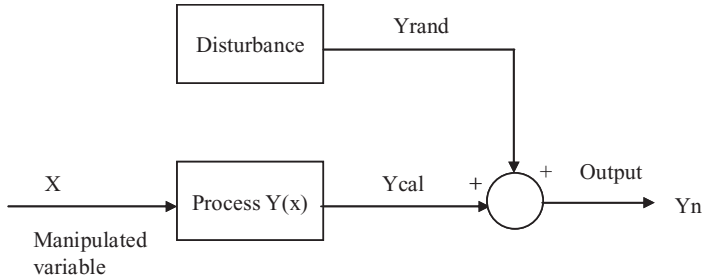 Disturbance
Yrand
X
Process Y(x)
Ycal
+
+
Output
Yn
Manipulated
variable